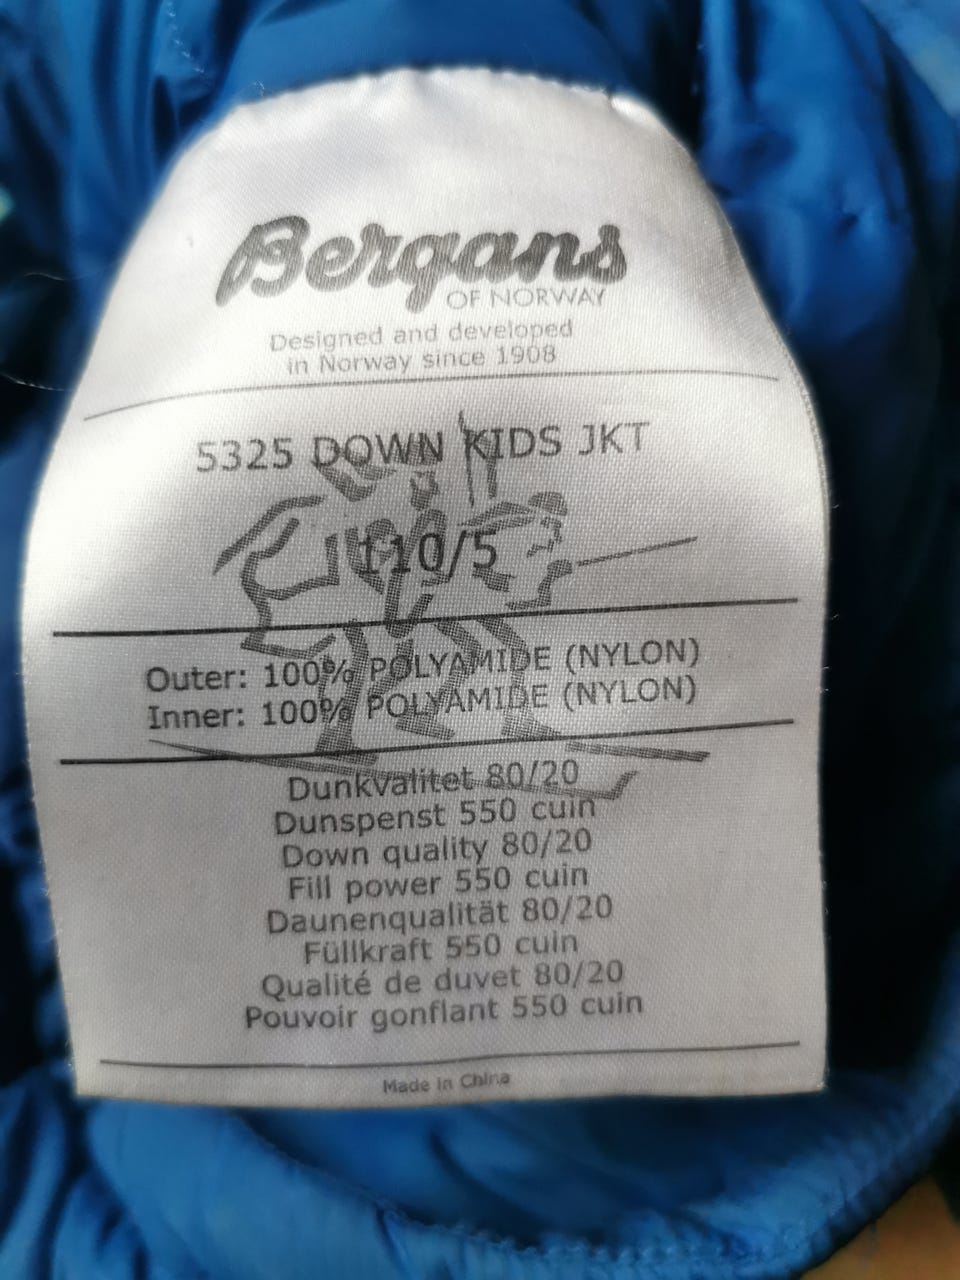 Bergans
OF NORWAY
Designed and developed
in Norway since 1908
5325 DOWN KIDS JKT
110/5
Outer: 100% POLYAMIDE (NYLON)
Inner: 100% POLYAMIDE (NYLON)
Dunkvalitet 80/20
Dunspenst 550 cuin
Down quality 80/20
Fill power 550 cuin
Daunenqualität 80/20
Füllkraft 550 cuin
Qualité de duvet 80/20
Pouvoir gonflant 550 cuin
Made in China